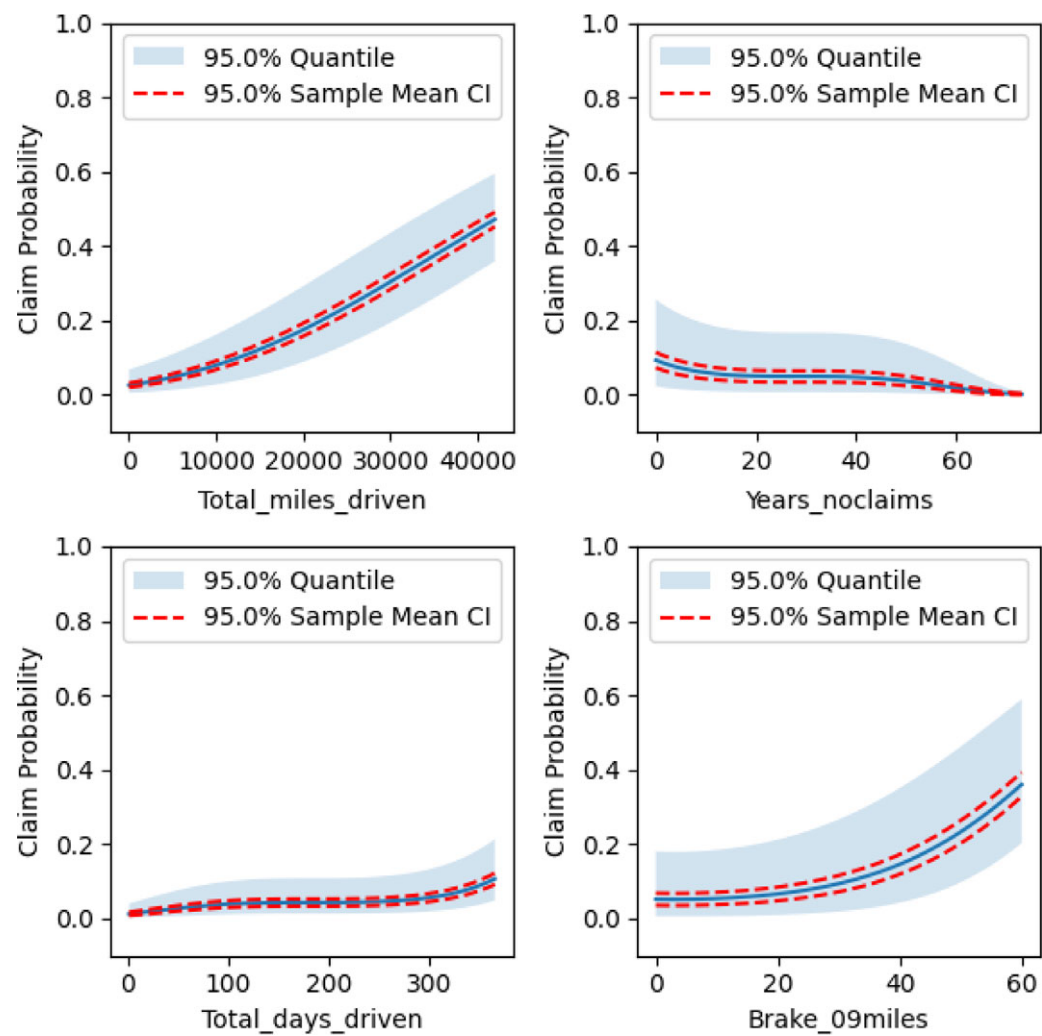 1.0
95.0% Quantile
95.0% Sample Mean CI
0.8
0.6
0.4
0.2
0.0
Claim Probability
0 10000 20000 30000 40000
Total_miles_driven
1.0
95.0% Quantile
95.0% Sample Mean CI
0.8
0.6
0.4
0.2
0.0
Claim Probability
0 20 40 60
Years_noclaims
1.0
95.0% Quantile
95.0% Sample Mean CI
0.8
0.6
0.4
0.2
0.0
Claim Probability
0 100 200 300
Total_days_driven
1.0
95.0% Quantile
95.0% Sample Mean CI
0.8
0.6
0.4
0.2
0.0
Claim Probability
0 20 40 60
Brake_09miles